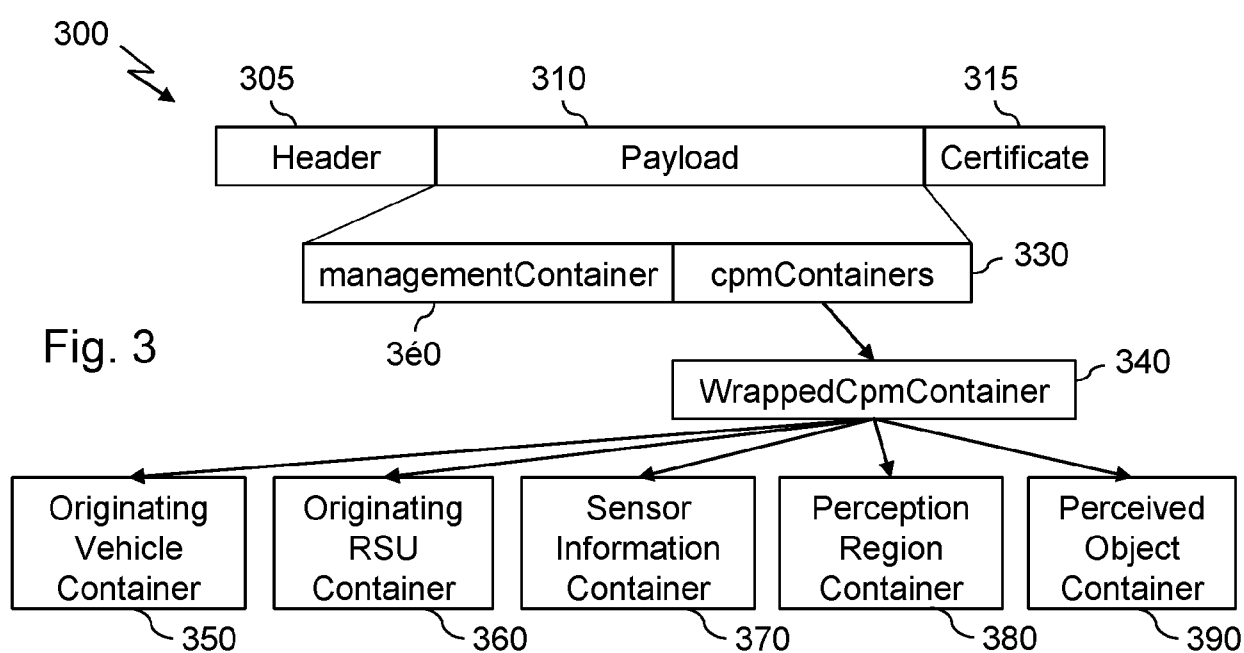 300
305
310
315
Header
Payload
Certificate
managementContainer
cpmContainers
330
3é0
Fig. 3
WrappedCpmContainer
340
Originating
Vehicle
Container
Originating
RSU
Container
Sensor
Information
Container
Perception
Region
Container
Perceived
Object
Container
350
360
370
380
390